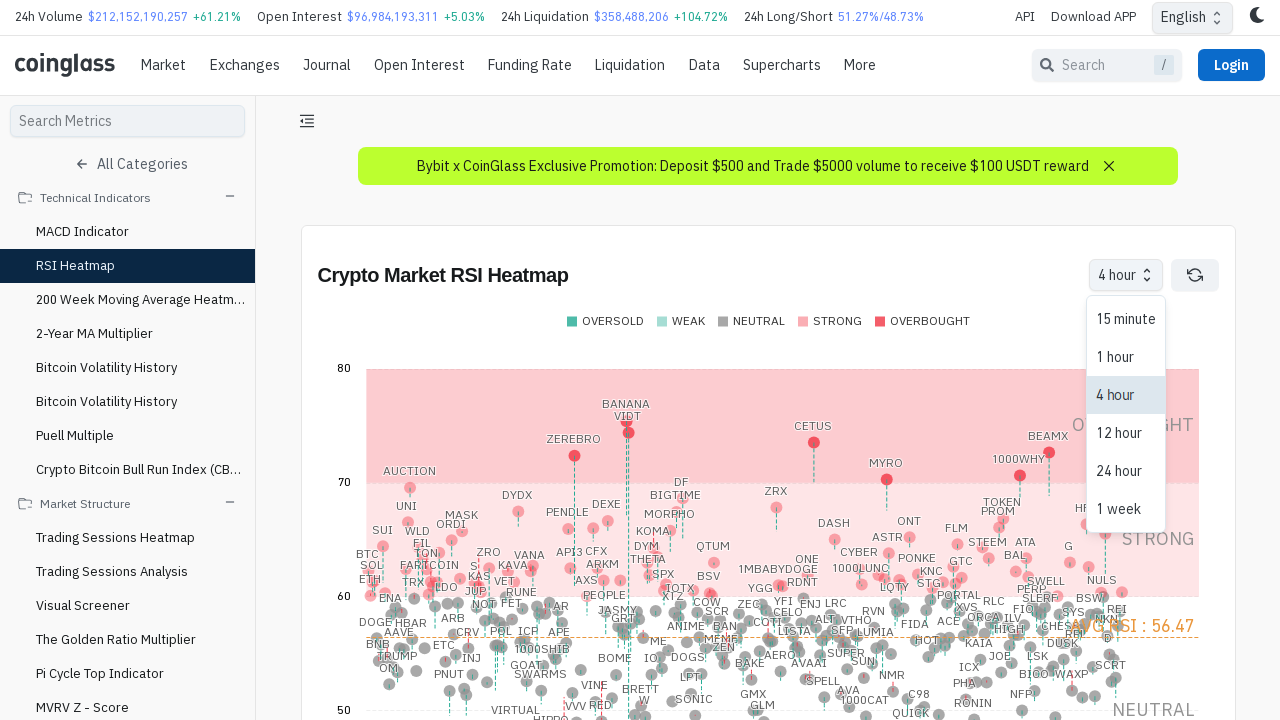 24h Volume $212,152,190,257 +61.21% Open Interest $96,984,193,311 +5.03% 24h Liquidation $358,488,206 +104.72% 24h Long/Short 51.27%/48.73% API Download APP English
coinglass Market Exchanges Journal Open Interest Funding Rate Liquidation Data Supercharts More Search / Login
Search Metrics
All Categories
Technical Indicators
MACD Indicator
RSI Heatmap
200 Week Moving Average Heatm...
2-Year MA Multiplier
Bitcoin Volatility History
Bitcoin Volatility History
Puell Multiple
Crypto Bitcoin Bull Run Index (CB...
Market Structure
Trading Sessions Heatmap
Trading Sessions Analysis
Visual Screener
The Golden Ratio Multiplier
Pi Cycle Top Indicator
MVRV Z - Score
Bybit x CoinGlass Exclusive Promotion: Deposit $500 and Trade $5000 volume to receive $100 USDT reward
Crypto Market RSI Heatmap
4 hour
15 minute
1 hour
4 hour
12 hour
24 hour
1 week
OVERSOLD WEAK NEUTRAL STRONG OVERBOUGHT
80
BANANA
VIDT
CETUS
ZEREBRO
BEAMX
MYRO
1000WHY
AUCTION
70
DF
DYDX BIGTIME ZRX
UNI PENDLE DEXE MORPHO TOKEN
PROM
MASK
ORDI
DASH ONT
SUI WLD KOMA FLM
FIL DYM QTUM ASTR STEEM ATA G STRONG
BTC TON ZRO VANA API3 CFX THETA ONE CYBER PONKE BAL
SOL FARTCOIN KAVA ARKM 1MBABYDOGE 1000LUNC GTC
ETH TRX KAS VET AXS SPX BSV RDNT KNC STG SWELL NULS
LDO JUP RUNE PEOPLE XTZ IOTX YGG LQTY PERP
60
ENA NOT FET AR COW ZEC YFI ENJ LRC PORTAL RLC SLERF BSW
JASMY SCR CELO RVN XVS FIO SYS REI
DOGE HBAR ARB GRT ANIME BAN COTI ALT VTHO FIDA ACE ORCA ILV CHESS
AAVE CRV POL ICP APE LISTA SFP LUMIA HIGH AVG RSI : 56.47
BNB ETC 1000SHIB ME ZEN HOT KAIA DUSK
TRUMP INJ BOME DOGS AERO SUPER SUN JOE LSK
OM GOAT BAKE AVAAI ICX SCRT
PNUT SWARMS LPT SPELL NMR BICO WAXP
VINE BRETT SONIC GMX AVA C98 PHA NFP
VIRTUAL VVV RED W GLM 1000CAT QUICK RONIN NEUTRAL
50
HIPPO